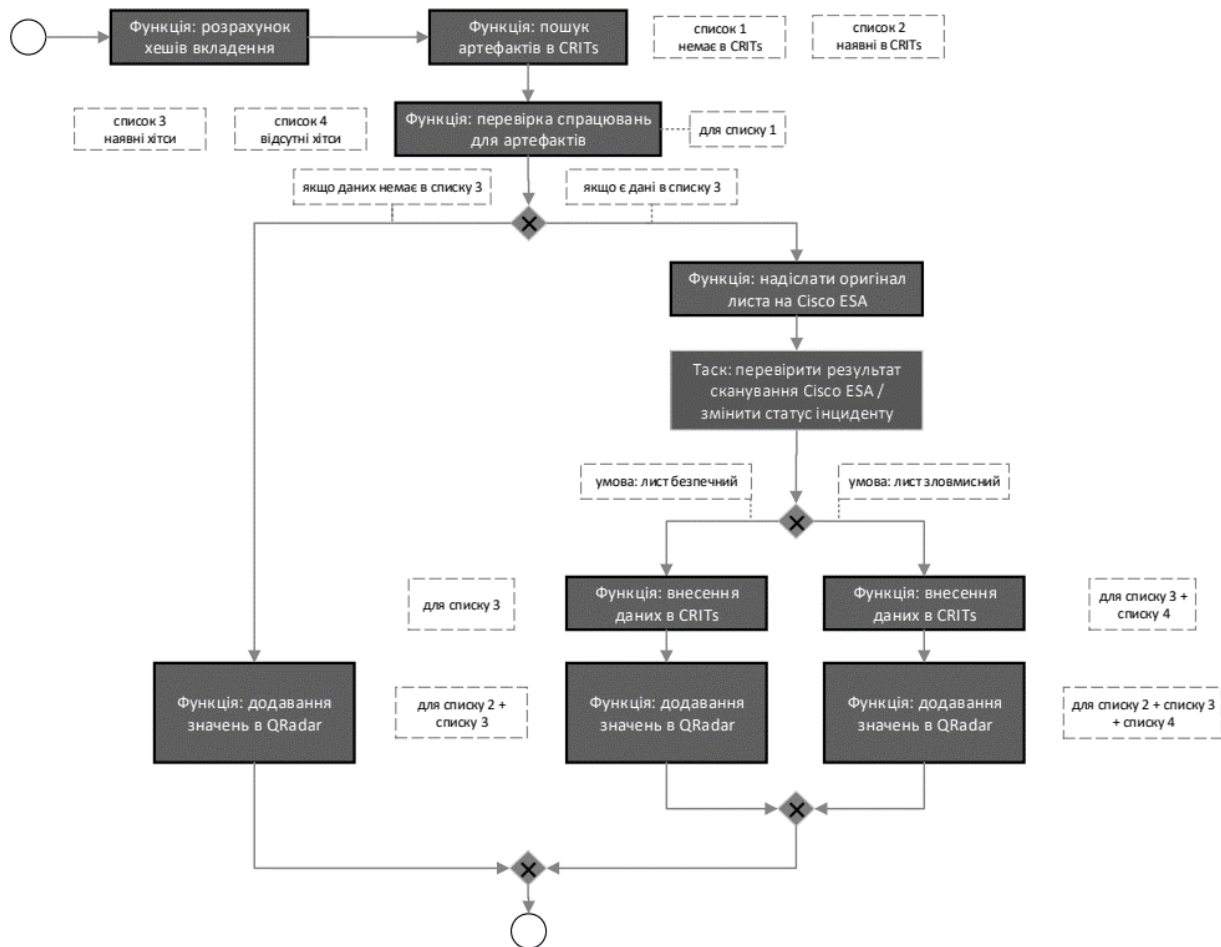 Функція: розрахунок
хешів вкладення
Функція: пошук
артефактів в CRITs
список 1
немає в CRITs
список 2
наявні в CRITs
список 3
наявні хітси
список 4
відсутні хітси
Функція: перевірка спрацювань
для артефактів
для списку 1
якщо даних немає в списку 3
якщо є дані в списку 3
Функція: надіслати оригінал
листа на Cisco ESA
Таск: перевірити результат
сканування Cisco ESA /
змінити статус інциденту
умова: лист безпечний
умова: лист зловмисний
для списку 3
Функція: внесення
даних в CRITs
Функція: внесення
даних в CRITs
для списку 3 +
списку 4
Функція: додавання
значень в QRadar
для списку 2 +
списку 3
Функція: додавання
значень в QRadar
Функція: додавання
значень в QRadar
для списку 2 + списку 3
+ списку 4